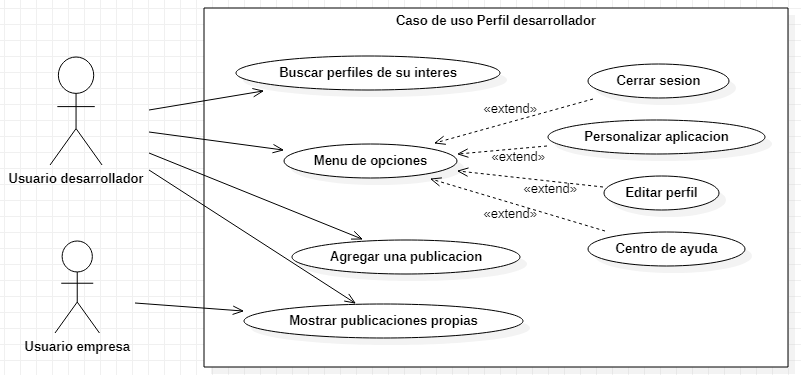 Caso de uso Perfil desarrollador
Buscar perfiles de su interes
Cerrar sesion
«extend»
Personalizar aplicacion
Menu de opciones
«extend»
Usuario desarrollador
«extend»
Editar perfil
«extend»
Centro de ayuda
Agregar una publicacion
Mostrar publicaciones propias
Usuario empresa